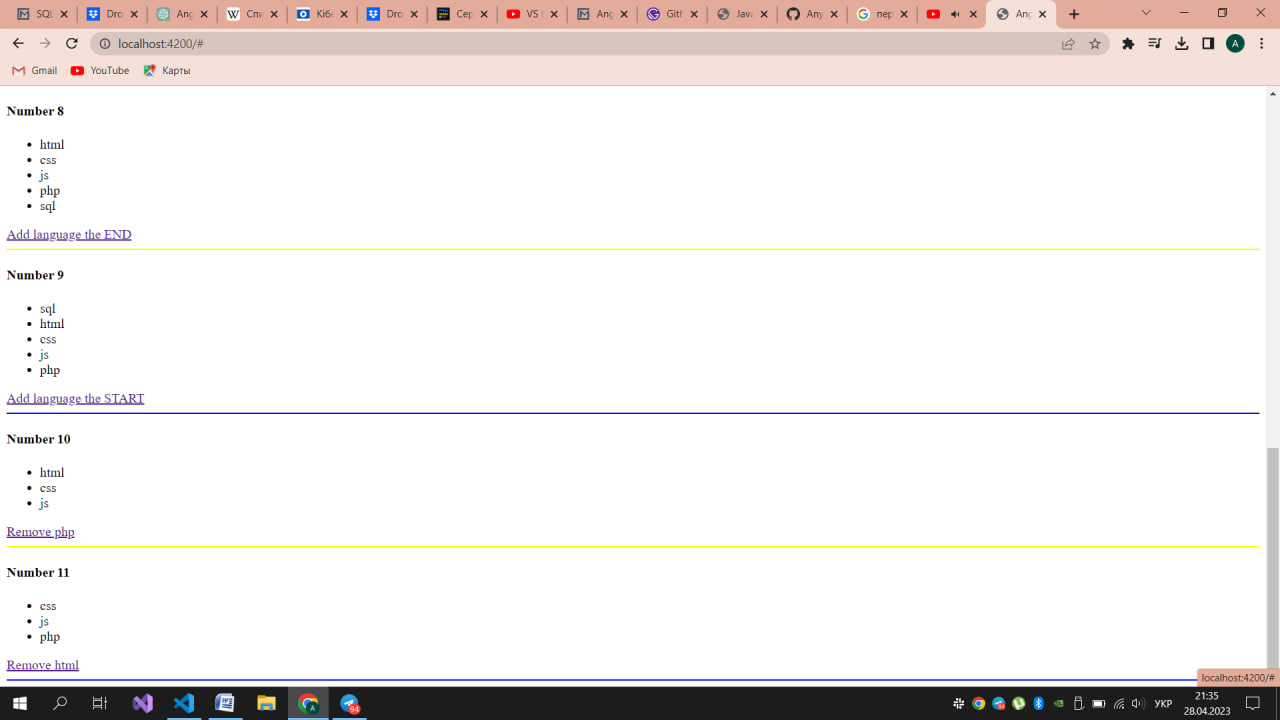 SQL
Dro
Ang
Спи
Кібе
Dro
Сер
VS C
Ang
Gith
Java
Any
пер
Ang
localhost:4200/#
A
Gmail
YouTube
Карты
Number 8
html
css
js
php
sql
Add language the END
Number 9
sql
html
css
js
php
Add language the START
Number 10
html
css
js
Remove php
Number 11
css
js
php
Remove html
localhost:4200/#
94
УКР
21:35
28.04.2023